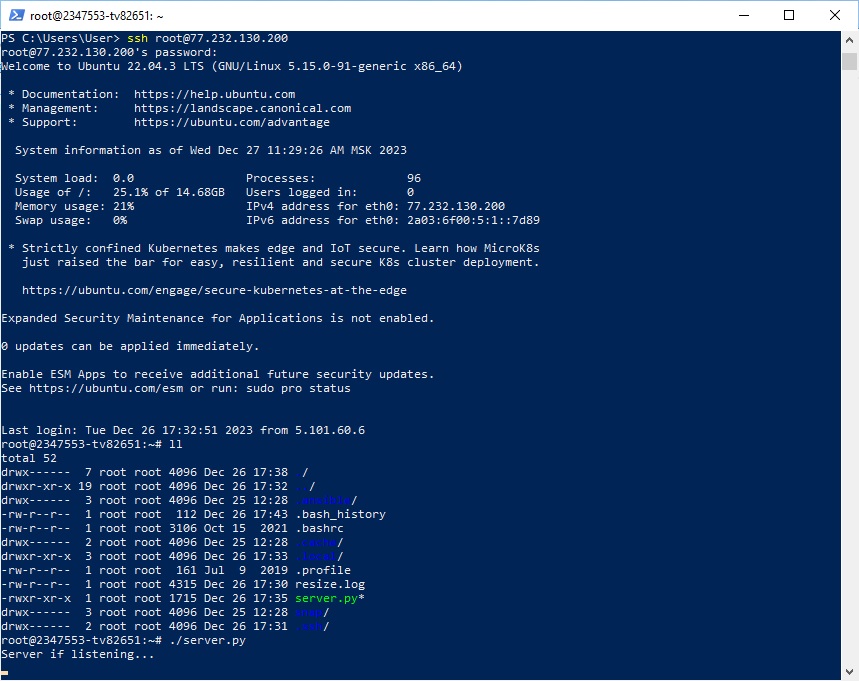 root@2347553-tv82651: ~
PS C:\Users\User> ssh root@77.232.130.200
root@77.232.130.200's password:
Welcome to Ubuntu 22.04.3 LTS (GNU/Linux 5.15.0-91-generic x86_64)
* Documentation:  https://help.ubuntu.com
* Management:     https://landscape.canonical.com
* Support:        https://ubuntu.com/advantage
System information as of Wed Dec 27 11:29:26 AM MSK 2023
System load:  0.0                Processes:             96
Usage of /:   25.1% of 14.68GB   Users logged in:       0
Memory usage: 21%                IPv4 address for eth0: 77.232.130.200
Swap usage:   0%                 IPv6 address for eth0: 2a03:6f00:5:1::7d89
* Strictly confined Kubernetes makes edge and IoT secure. Learn how MicroK8s
just raised the bar for easy, resilient and secure K8s cluster deployment.
https://ubuntu.com/engage/secure-kubernetes-at-the-edge
Expanded Security Maintenance for Applications is not enabled.
0 updates can be applied immediately.
Enable ESM Apps to receive additional future security updates.
See https://ubuntu.com/esm or run: sudo pro status
Last login: Tue Dec 26 17:32:51 2023 from 5.101.60.6
root@2347553-tv82651:~# ll
total 52
drwx------  7 root root 4096 Dec 26 17:38 ./
drwxr-xr-x 19 root root 4096 Dec 26 17:32 ../
drwx------  3 root root 4096 Dec 25 12:28 .ansible/
-rw-r--r--  1 root root  112 Dec 26 17:43 .bash_history
-rw-r--r--  1 root root 3106 Oct 15  2021 .bashrc
drwx------  2 root root 4096 Dec 25 12:28 .cache/
drwxr-xr-x  3 root root 4096 Dec 26 17:33 .local/
-rw-r--r--  1 root root  161 Jul  9  2019 .profile
-rw-r--r--  1 root root 4315 Dec 26 17:30 resize.log
-rwxr-xr-x  1 root root 1715 Dec 26 17:35 server.py*
drwx------  3 root root 4096 Dec 25 12:28 snap/
drwx------  2 root root 4096 Dec 26 17:31 .ssh/
root@2347553-tv82651:~# ./server.py
Server if listening...